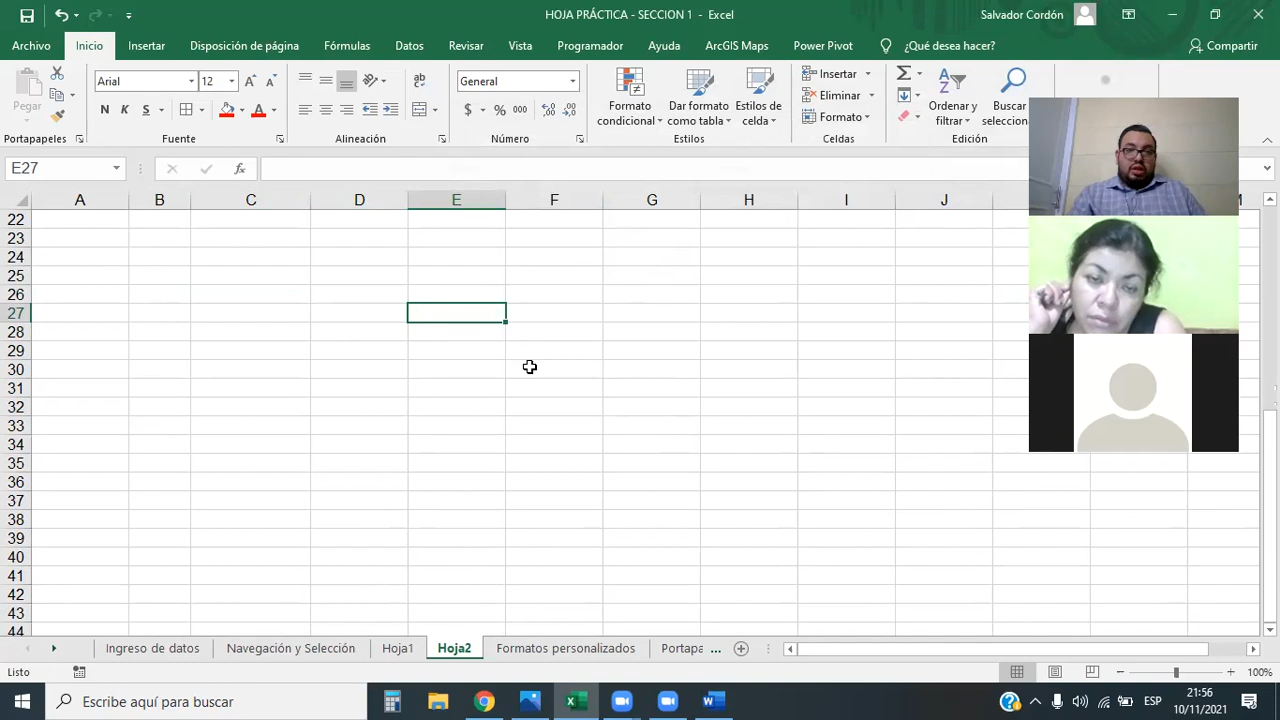 HOJA PRÁCTICA - SECCION 1 - Excel
Salvador Cordón
Archivo Inicio Insertar Disposición de página Fórmulas Datos Revisar Vista Programador Ayuda ArcGIS Maps Power Pivot ¿Qué desea hacer? Compartir
Pegar
Portapapeles
Arial 12
N K S
Fuente
ab
Alineación
General
$ % 000
Número
Formato condicional
Dar formato como tabla
Estilos de celda
Estilos
Insertar
Eliminar
Formato
Celdas
Ordenar y filtrar
Buscar selecciona
Edición
E27 fx
A B C D E F G H I J M
22
23
24
25
26
27
28
29
30
31
32
33
34
35
36
37
38
39
40
41
42
43
44
Ingreso de datos Navegación y Selección Hoja1 Hoja2 Formatos personalizados Portapa ...
Listo 100%
Escribe aquí para buscar
ESP
21:56
10/11/2021